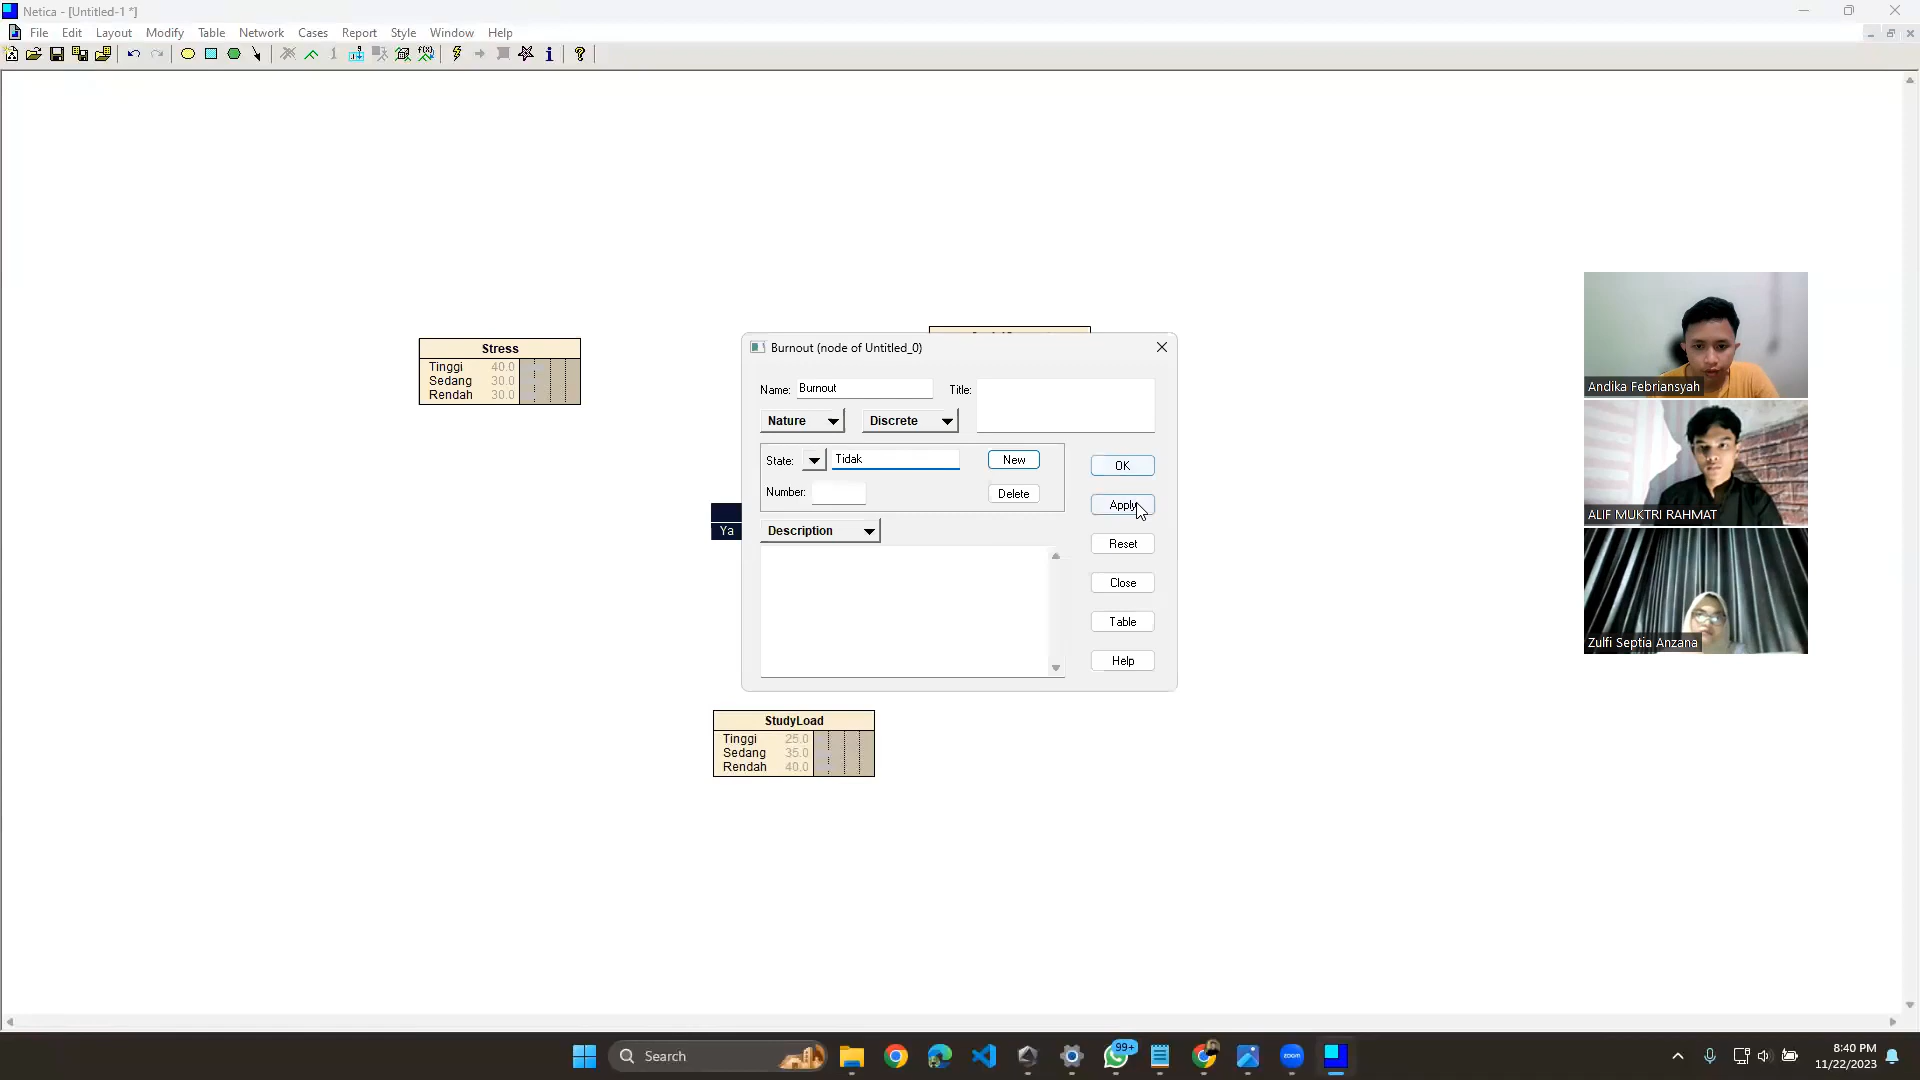 Netica - [Untitled-1 *]
File Edit Layout Modify Table Network Cases Report Style Window Help
Stress
Tinggi 40.0
Sedang 30.0
Rendah 30.0
Ya
Burnout (node of Untitled_0)
Name: Burnout Title:
Nature Discrete
State: Tidak New
Number: Delete
Description
OK
Apply
Reset
Close
Table
Help
StudyLoad
Tinggi 25.0
Sedang 35.0
Rendah 40.0
Andika Febriansyah
ALIF MUKTRI RAHMAT
Zulfi Septia Anzana
Search
99+
zoom
8:40 PM
11/22/2023